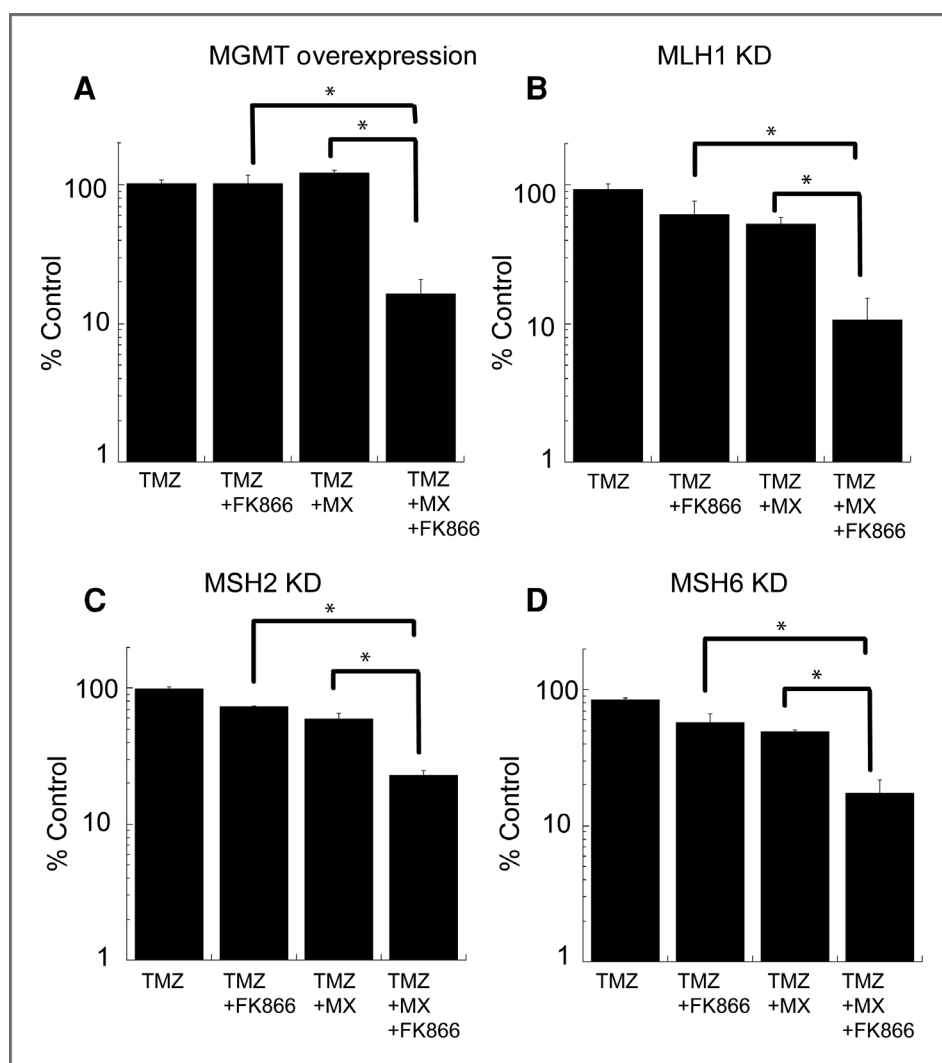 MGMT overexpression
A
*
*
% Control
100
10
1
TMZ
TMZ
+FK866
TMZ
+MX
TMZ
+MX
+FK866
MLH1 KD
B
*
*
% Control
100
10
1
TMZ
TMZ
+FK866
TMZ
+MX
TMZ
+MX
+FK866
MSH2 KD
C
*
*
% Control
100
10
1
TMZ
TMZ
+FK866
TMZ
+MX
TMZ
+MX
+FK866
MSH6 KD
D
*
*
% Control
100
10
1
TMZ
TMZ
+FK866
TMZ
+MX
TMZ
+MX
+FK866